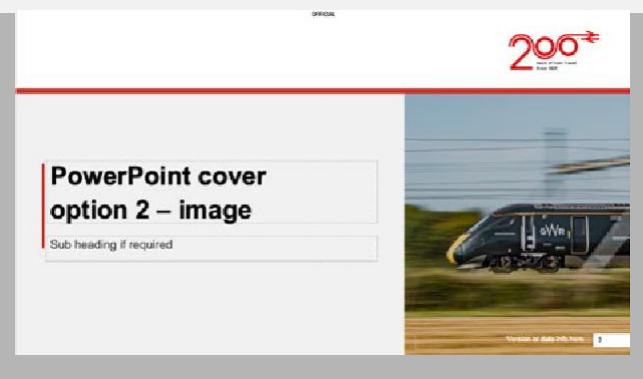 OFFICIAL
200
PowerPoint cover
option 2 – image
Sub heading if required
GWR
Version or date info here